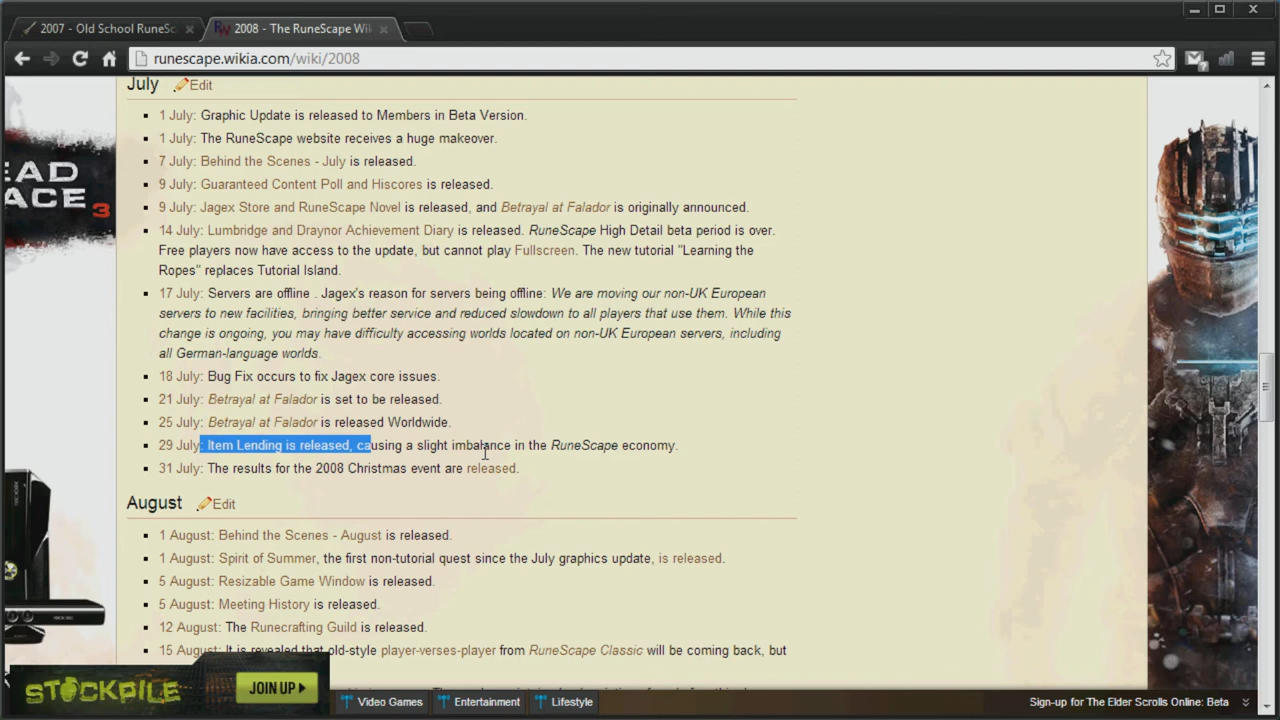 2007 - Old School RuneSc
2008 - The RuneScape Wi
runescape.wikia.com/wiki/2008
July Edit
1 July: Graphic Update is released to Members in Beta Version.
1 July: The RuneScape website receives a huge makeover.
7 July: Behind the Scenes - July is released.
9 July: Guaranteed Content Poll and Hiscores is released.
9 July: Jagex Store and RuneScape Novel is released, and Betrayal at Falador is originally announced.
14 July: Lumbridge and Draynor Achievement Diary is released. RuneScape High Detail beta period is over.
Free players now have access to the update, but cannot play Fullscreen. The new tutorial "Learning the
Ropes" replaces Tutorial Island.
17 July: Servers are offline . Jagex's reason for servers being offline: We are moving our non-UK European
servers to new facilities, bringing better service and reduced slowdown to all players that use them. While this
change is ongoing, you may have difficulty accessing worlds located on non-UK European servers, including
all German-language worlds.
18 July: Bug Fix occurs to fix Jagex core issues.
21 July: Betrayal at Falador is set to be released.
25 July: Betrayal at Falador is released Worldwide.
29 July: Item Lending is released, causing a slight imbalance in the RuneScape economy.
31 July: The results for the 2008 Christmas event are released.
August Edit
1 August: Behind the Scenes - August is released.
1 August: Spirit of Summer, the first non-tutorial quest since the July graphics update, is released.
5 August: Resizable Game Window is released.
5 August: Meeting History is released.
12 August: The Runecrafting Guild is released.
15 August: It is revealed that old-style player-verses-player from RuneScape Classic will be coming back, but
EAD
ACE 3
STOCKPILE
JOIN UP
Video Games Entertainment Lifestyle
Sign-up for The Elder Scrolls Online: Beta